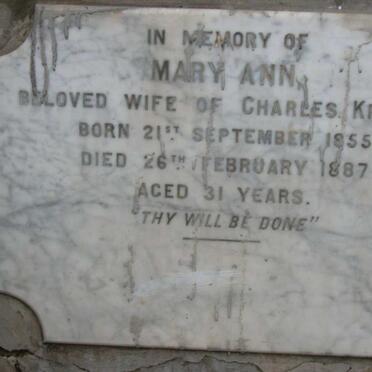 IN MEMORY OF
MARY ANN,
BELOVED WIFE OF CHARLES
BORN 21ST SEPTEMBER 1855
DIED 26TH FEBRUARY 1887
AGED 31 YEARS.
"THY WILL BE DONE"